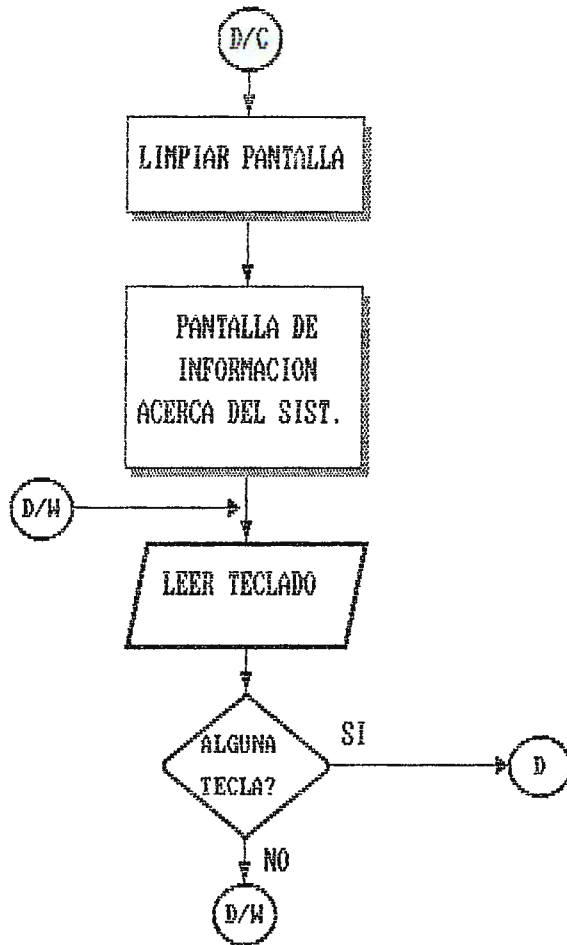 D/C
LIMPIAR PANTALLA
PANTALLA DE
INFORMACION
ACERCA DEL SIST.
D/W
LEER TECLADO
ALGUNA
TECLA?
SI
D
NO
D/W